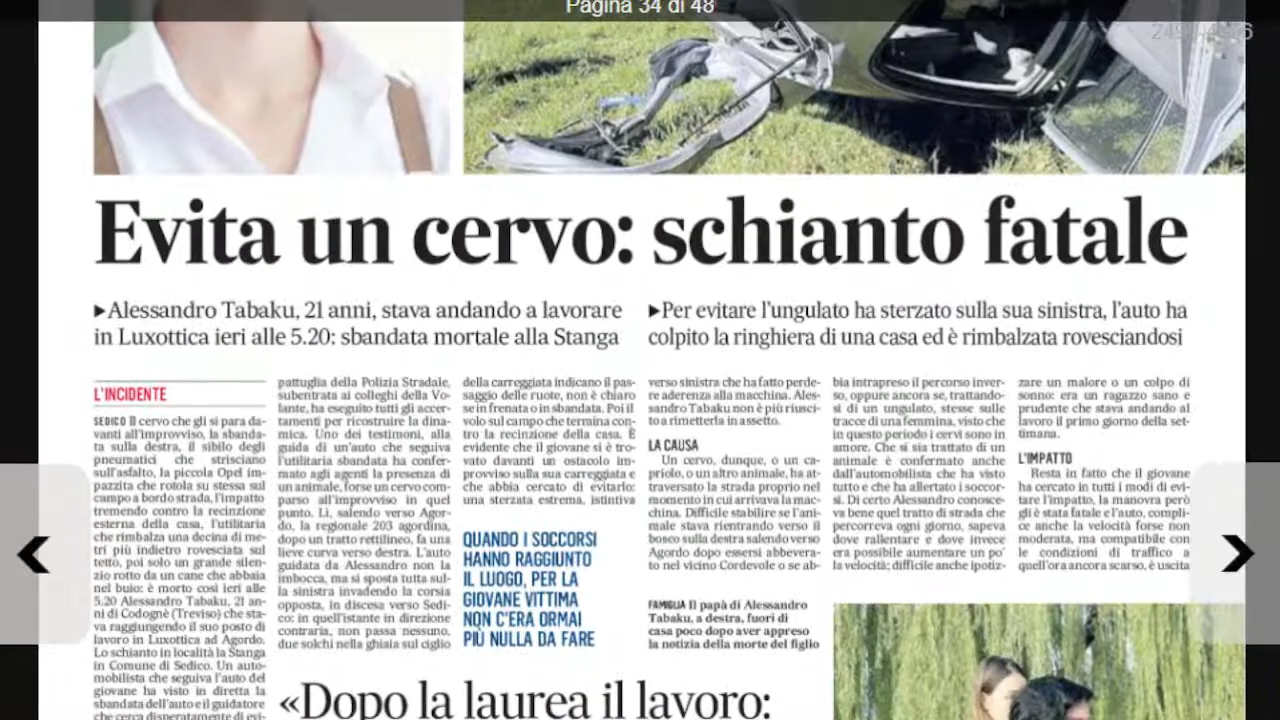 Pagina 34 di 48
Evita un cervo: schianto fatale
▶Alessandro Tabaku, 21 anni, stava andando a lavorare
in Luxottica ieri alle 5.20: sbandata mortale alla Stanga
▶Per evitare l'ungulato ha sterzato sulla sua sinistra, l'auto ha
colpito la ringhiera di una casa ed è rimbalzata rovesciandosi
L'INCIDENTE
SEDICO Il cervo che gli si para da-
vanti all'improvviso, la sbanda-
ta sulla destra, il sibilo degli
pneumatici che strisciano
sull'asfalto, la piccola Opel im-
pazzita che rotola su stessa sul
campo a bordo strada, l'impatto
tremendo contro la recinzione
esterna della casa, l'utilitaria
che rimbalza una decina di me-
tri più indietro rovesciata sul
tetto, poi solo un grande silen-
zio rotto da un cane che abbaia
nel buio: è morto così ieri alle
5.20 Alessandro Tabaku, 21 an-
ni di Codognè (Treviso) che sta-
va raggiungendo il suo posto di
lavoro in Luxottica ad Agordo.
Lo schianto in località la Stanga
in Comune di Sedico. Un auto-
mobilista che seguiva l'auto del
giovane ha visto in diretta la
sbandata dell'auto e il guidatore
che cerca disperatamente di evi-
pattuglia della Polizia Stradale,
subentrata ai colleghi della Vo-
lante, ha eseguito tutti gli accer-
tamenti per ricostruire la dina-
mica. Uno dei testimoni, alla
guida di un'auto che seguiva
l'utilitaria sbandata ha confer-
mato agli agenti la presenza di
un animale, forse un cervo com-
parso all'improvviso in quel
punto. Lì, salendo verso Agor-
do, la regionale 203 agordina,
dopo un tratto rettilineo, fa una
lieve curva verso destra. L'auto
guidata da Alessandro non la
imbocca, ma si sposta tutta sul-
la sinistra invadendo la corsia
opposta, in discesa verso Sedi-
co: in quell'istante in direzione
contraria, non passa nessuno,
due solchi nella ghiaia sul ciglio
della carreggiata indicano il pas-
saggio delle ruote, non è chiaro
se in frenata o in sbandata. Poi il
volo sul campo che termina con-
tro la recinzione della casa. È
evidente che il giovane si è tro-
vato davanti un ostacolo im-
provviso sulla sua carreggiata e
che abbia cercato di evitarlo:
una sterzata estrema, istintiva
QUANDO I SOCCORSI
HANNO RAGGIUNTO
IL LUOGO, PER LA
GIOVANE VITTIMA
NON C'ERA ORMAI
PIÙ NULLA DA FARE
verso sinistra che ha fatto perde-
re aderenza alla macchina. Ales-
sandro Tabaku non è più riusci-
to a rimetterla in assetto.
LA CAUSA
Un cervo, dunque, o un ca-
priolo, o un altro animale, ha at-
traversato la strada proprio nel
momento in cui arrivava la mac-
china. Difficile stabilire se l'ani-
male stava rientrando verso il
bosco sulla destra salendo verso
Agordo dopo essersi abbevera-
to nel vicino Cordevole o se ab-
bia intrapreso il percorso inver-
so, oppure ancora se, trattando-
si di un ungulato, stesse sulle
tracce di una femmina, visto che
in questo periodo i cervi sono in
amore. Che si sia trattato di un
animale è confermato anche
dall'automobilista che ha visto
tutto e che ha allertato i soccor-
si. Di certo Alessandro conosce-
va bene quel tratto di strada che
percorreva ogni giorno, sapeva
dove rallentare e dove invece
era possibile aumentare un po'
la velocità; difficile anche ipotiz-
zare un malore o un colpo di
sonno: era un ragazzo sano e
prudente che stava andando al
lavoro il primo giorno della set-
timana.
L'IMPATTO
Resta in fatto che il giovane
ha cercato in tutti i modi di evi-
tare l'impatto, la manovra però
gli è stata fatale e l'auto, compli-
ce anche la velocità forse non
moderata, ma compatibile con
le condizioni di traffico a
quell'ora ancora scarso, è uscita
FAMIGLIA Il papà di Alessandro
Tabaku, a destra, fuori di
casa poco dopo aver appreso
la notizia della morte del figlio
«Dopo la laurea il lavoro: